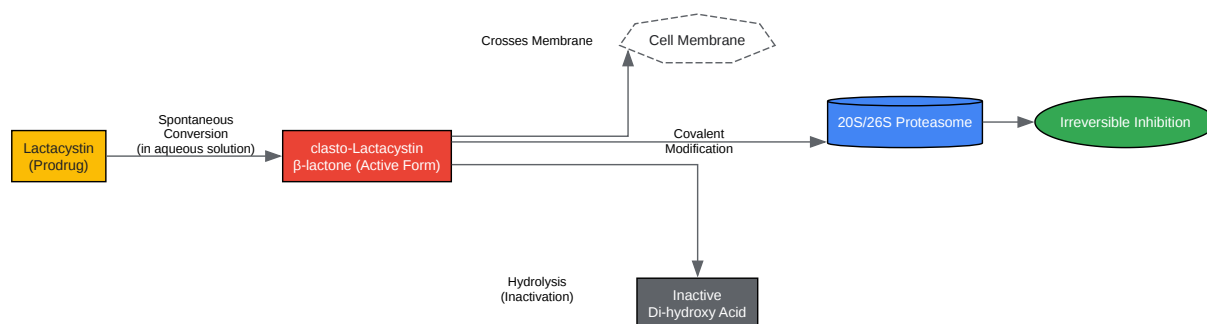 Crosses Membrane
Cell Membrane
Spontaneous
Conversion
(in aqueous solution)
Lactacystin
(Prodrug)
clasto-Lactacystin
β-lactone (Active Form)
Covalent
Modification
20S/26S Proteasome
Irreversible Inhibition
Hydrolysis
(Inactivation)
Inactive
Di-hydroxy Acid